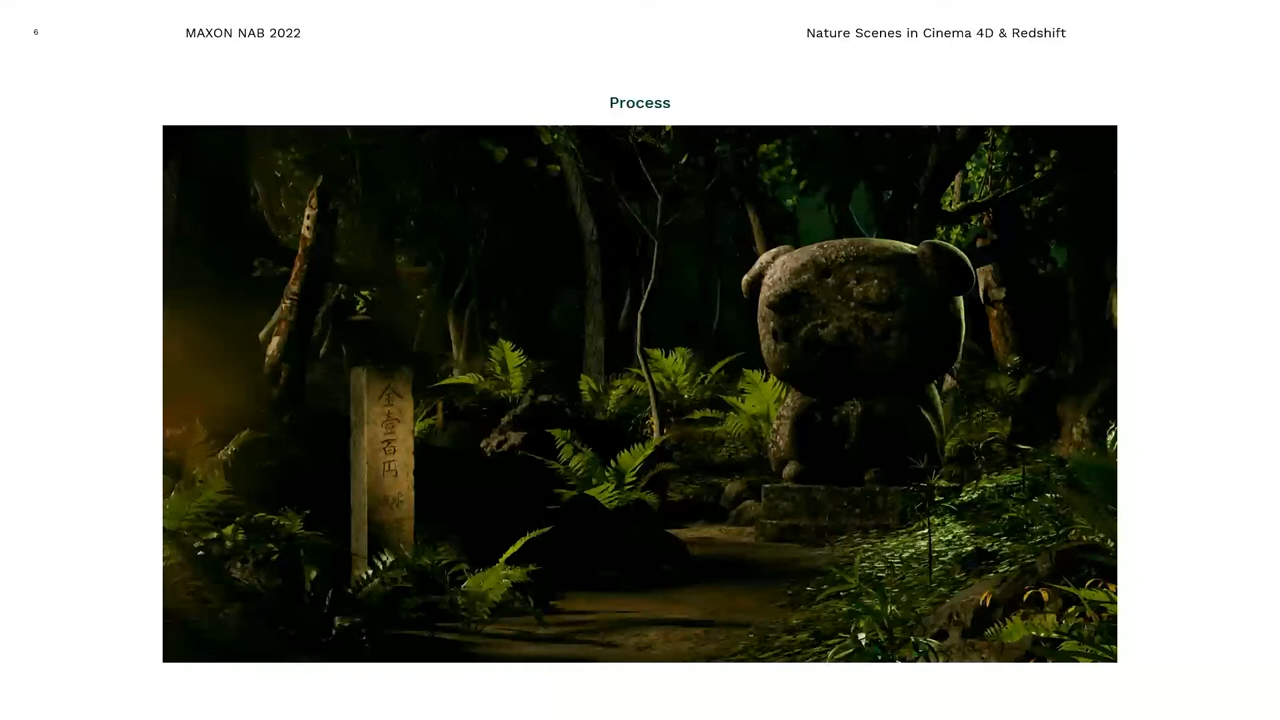 6
MAXON NAB 2022
Nature Scenes in Cinema 4D & Redshift
Process
金
壹
百
円